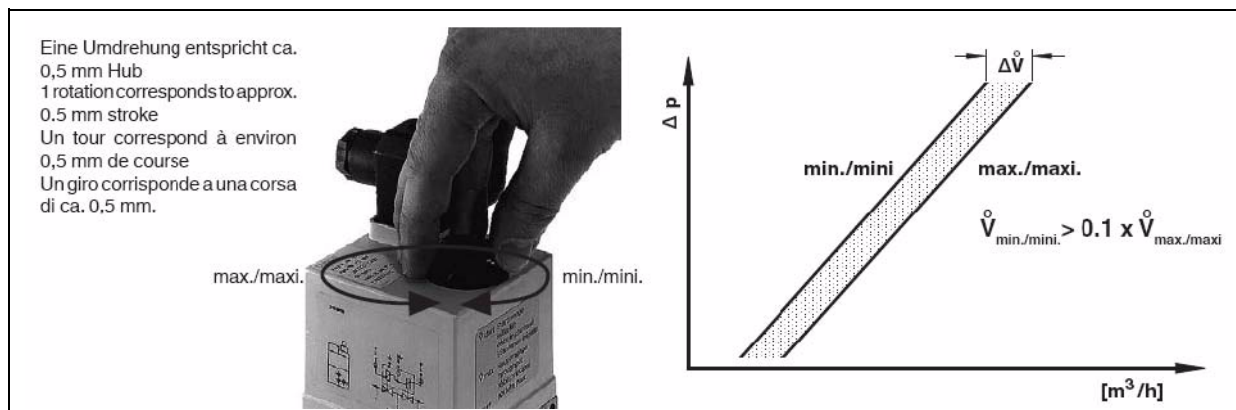 Eine Umdrehung entspricht ca.
0,5 mm Hub
1 rotation corresponds to approx.
0.5 mm stroke
Un tour correspond à environ
0,5 mm de course
Un giro corrisponde a una corsa
di ca. 0,5 mm.
max./maxi.
min./mini.
Δ p
ΔV̊
min./mini
max./maxi.
V̊ min./mini. > 0.1 x V̊ max./maxi
[m³/h]